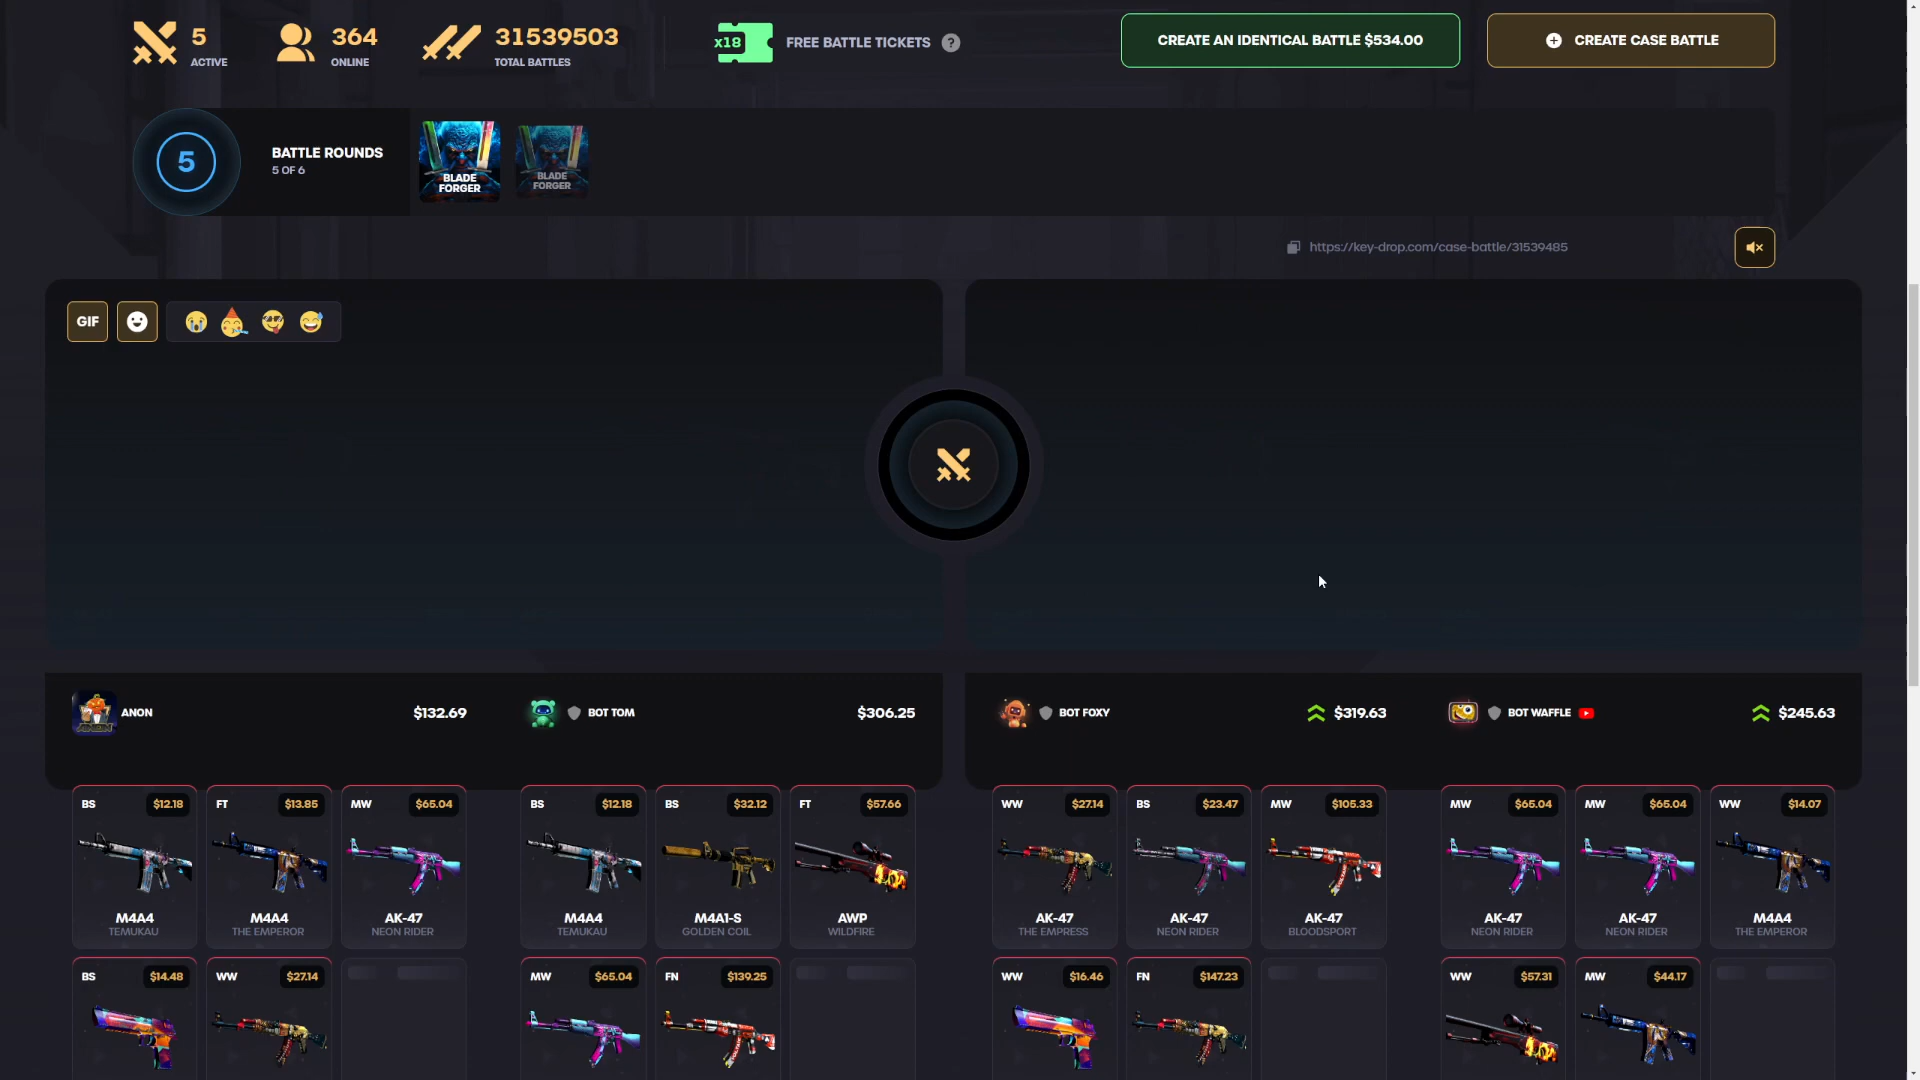 5
ACTIVE
364
ONLINE
31539503
TOTAL BATTLES
x18
FREE BATTLE TICKETS ?
CREATE AN IDENTICAL BATTLE $534.00
CREATE CASE BATTLE
5
BATTLE ROUNDS
5 OF 6
BLADE
FORGER
BLADE
FORGER
https://key-drop.com/case-battle/31539485
GIF
ANON
$132.69
BOT TOM
$306.25
BOT FOXY
$319.63
BOT WAFFLE
$245.63
BS $12.18
M4A4
TEMUKAU
FT $13.85
M4A4
THE EMPEROR
MW $65.04
AK-47
NEON RIDER
BS $12.18
M4A4
TEMUKAU
BS $32.12
M4A1-S
GOLDEN COIL
FT $57.66
AWP
WILDFIRE
WW $27.14
AK-47
THE EMPRESS
BS $23.47
AK-47
NEON RIDER
MW $105.33
AK-47
BLOODSPORT
MW $65.04
AK-47
NEON RIDER
MW $65.04
AK-47
NEON RIDER
WW $14.07
M4A4
THE EMPEROR
BS $14.48
WW $27.14
MW $65.04
FN $139.25
WW $16.46
FN $147.23
WW $57.31
MW $44.17